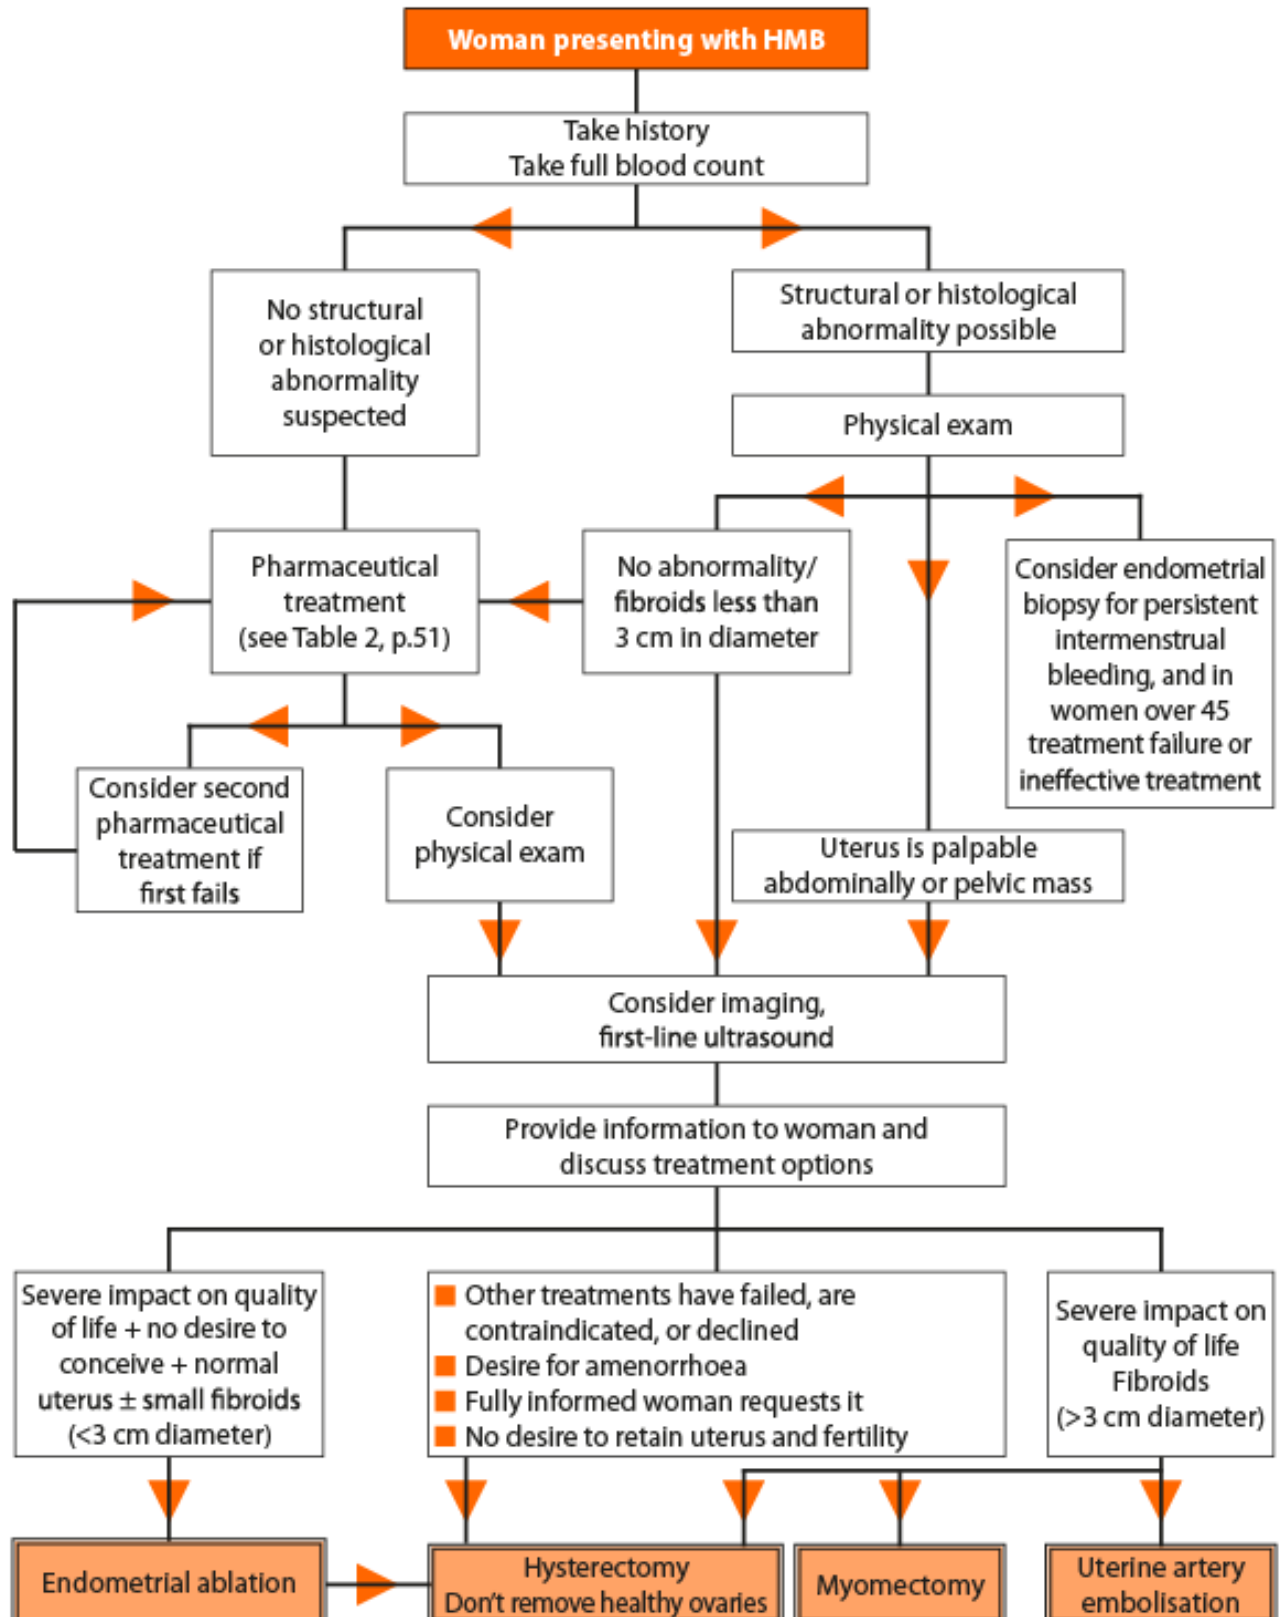 Woman presenting with HMB
Take history
Take full blood count
No structural
or histological
abnormality
suspected
Structural or histological
abnormality possible
Physical exam
Pharmaceutical
treatment
(see Table 2, p.51)
No abnormality/
fibroids less than
3 cm in diameter
Consider endometrial
biopsy for persistent
intermenstrual
bleeding, and in
women over 45
treatment failure or
ineffective treatment
Consider second
pharmaceutical
treatment if
first fails
Consider
physical exam
Uterus is palpable
abdominally or pelvic mass
Consider imaging,
first-line ultrasound
Provide information to woman and
discuss treatment options
Severe impact on quality
of life + no desire to
conceive + normal
uterus ± small fibroids
(<3 cm diameter)
Other treatments have failed, are
contraindicated, or declined
Desire for amenorrhoea
Fully informed woman requests it
No desire to retain uterus and fertility
Severe impact on
quality of life
Fibroids
(>3 cm diameter)
Endometrial ablation
Hysterectomy
Don't remove healthy ovaries
Myomectomy
Uterine artery
embolisation